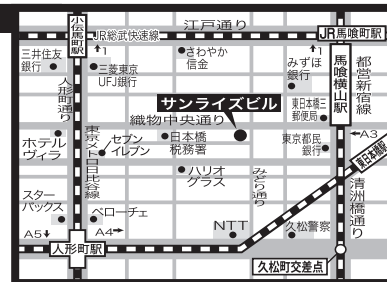 江戸通り
小伝馬町駅
JR総武快速線
JR馬喰町駅
↑1
↑1
三井住友
銀行
三菱東京
UFJ銀行
さわやか
信金
みずほ
銀行
馬喰横山駅
都営新宿線
人形町通り
サンライズビル
東日本橋三
郵便局
織物中央通り
←A3
ホテル
ヴィラ
東京メトロ日比谷線
セブン
イレブン
日本橋
税務署
東京都民
銀行
東日本橋駅
ハリオ
グラス
みどり通り
清洲橋通り
スター
バックス
ベローチェ
NTT
久松警察
A5↓
A4→
人形町駅
久松町交差点